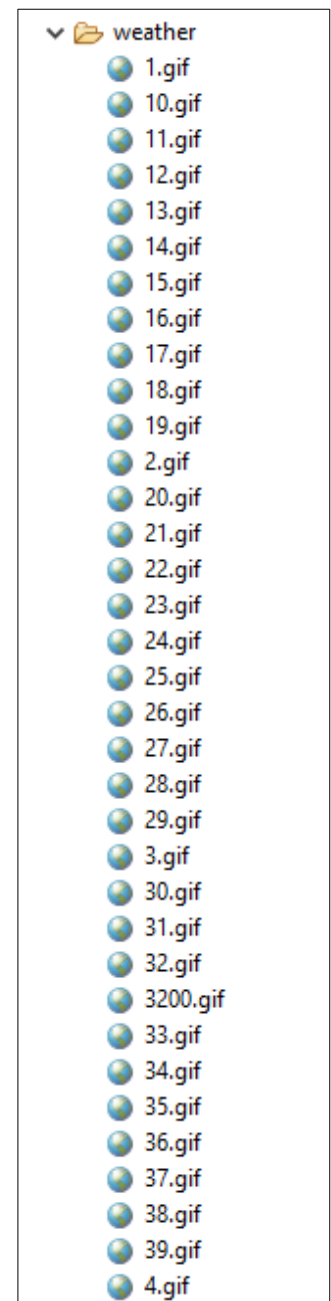 weather
1.gif
10.gif
11.gif
12.gif
13.gif
14.gif
15.gif
16.gif
17.gif
18.gif
19.gif
2.gif
20.gif
21.gif
22.gif
23.gif
24.gif
25.gif
26.gif
27.gif
28.gif
29.gif
3.gif
30.gif
31.gif
32.gif
3200.gif
33.gif
34.gif
35.gif
36.gif
37.gif
38.gif
39.gif
4.gif